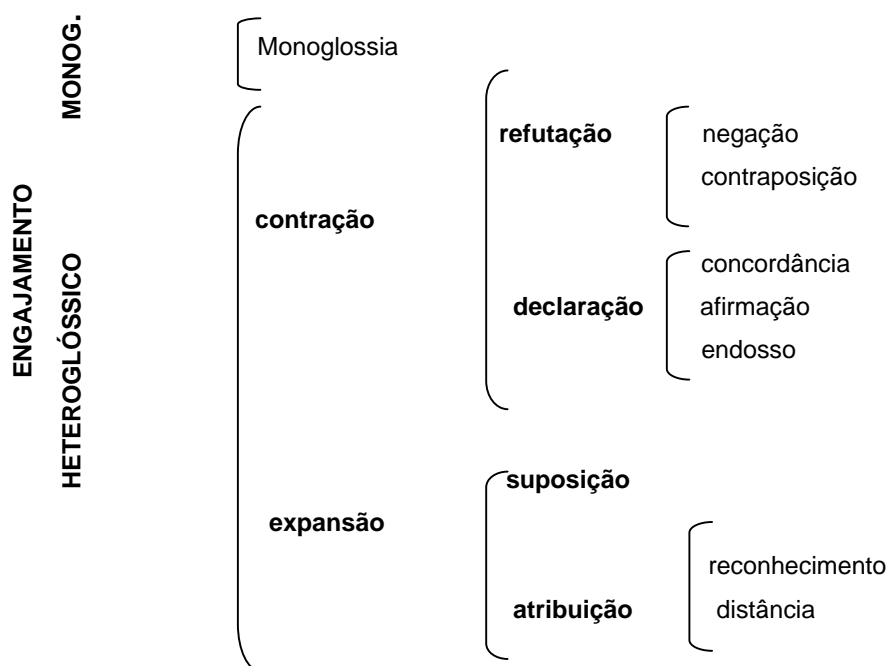 ENGAJAMENTO
MONOG.
Monoglossia
HETEROGLÓSSICO
contração
refutação
negação
contraposição
declaração
concordância
afirmação
endosso
expansão
suposição
atribuição
reconhecimento
distância